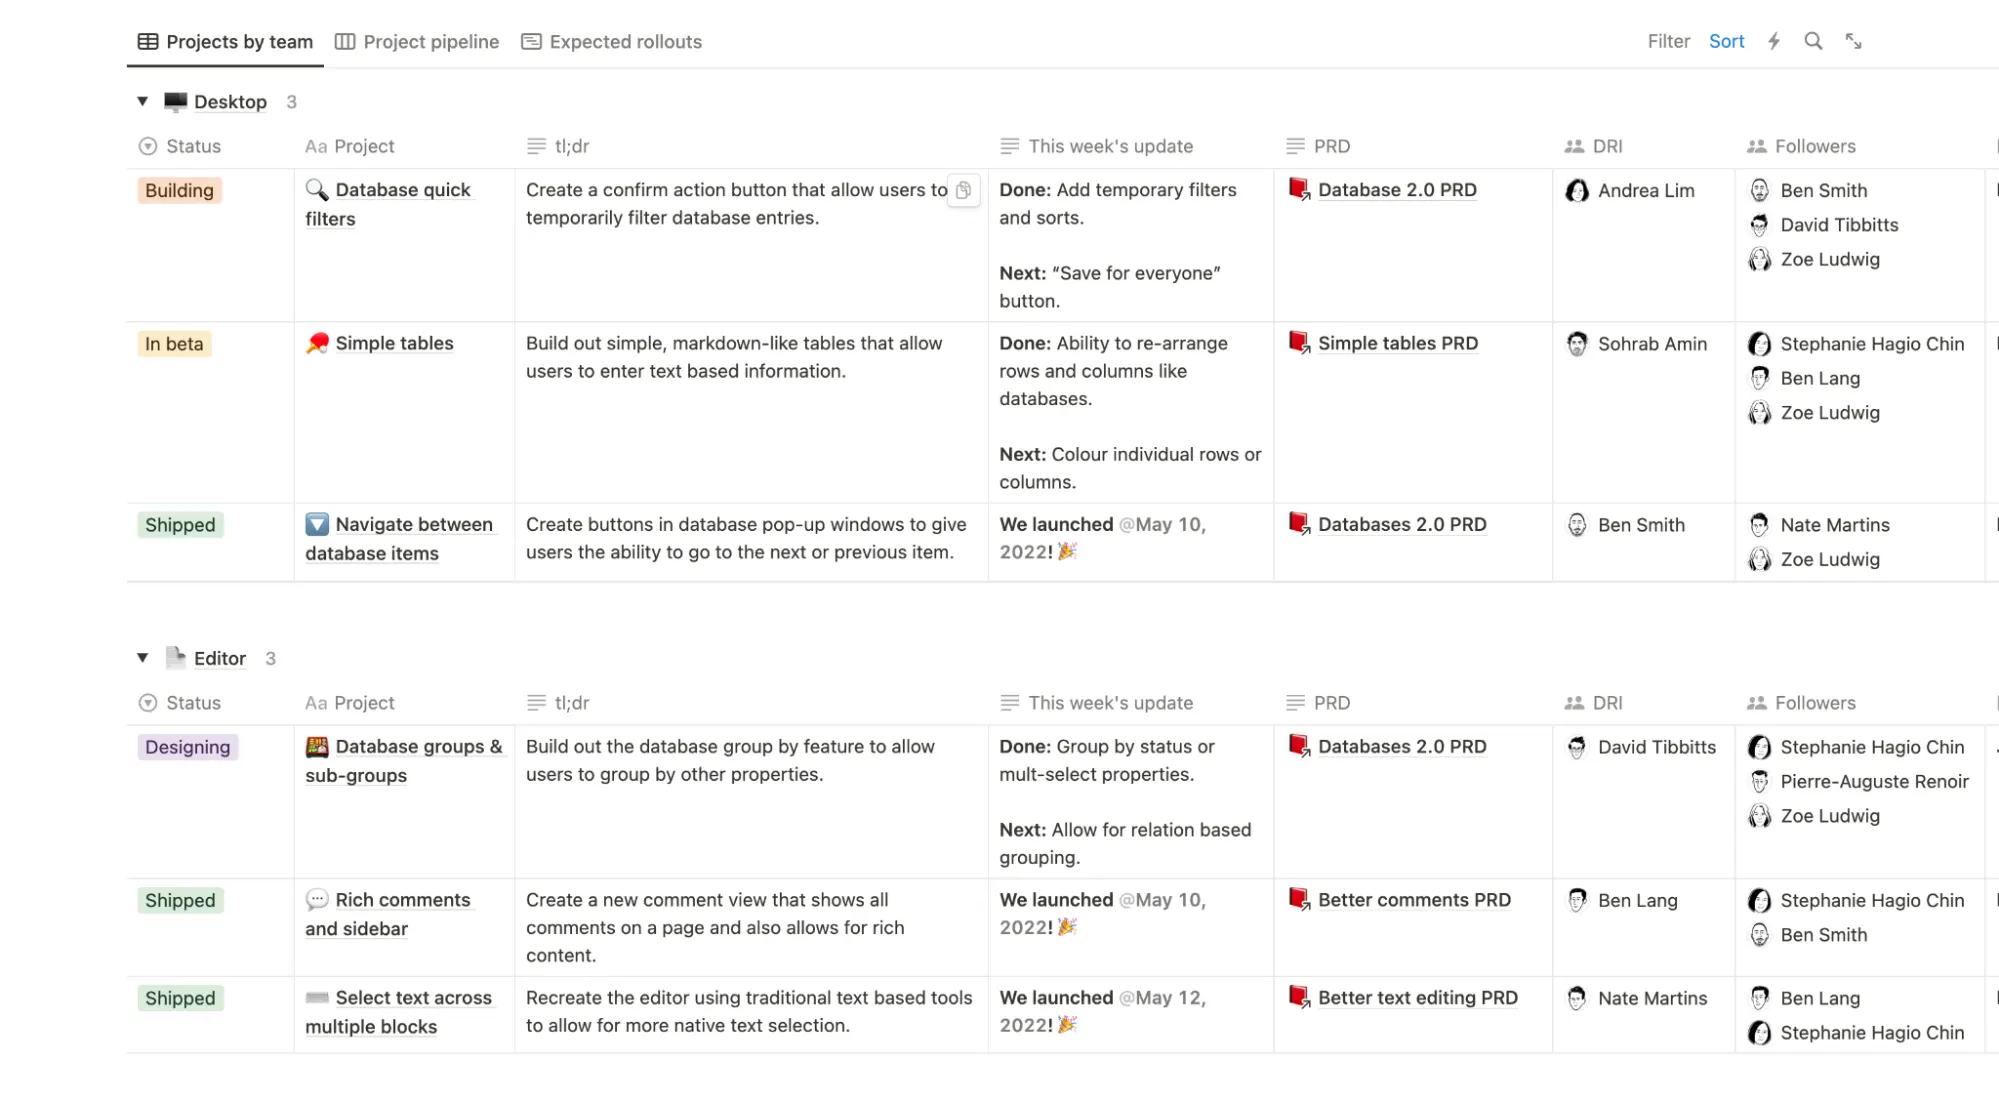 Projects by team Project pipeline Expected rollouts Filter Sort
Desktop 3
Status Aa Project tl;dr This week's update PRD DRI Followers
Building
Database quick
filters
Create a confirm action button that allow users to
temporarily filter database entries.
Done: Add temporary filters
and sorts.
Next: “Save for everyone”
button.
Database 2.0 PRD
Andrea Lim
Ben Smith
David Tibbitts
Zoe Ludwig
In beta
Simple tables
Build out simple, markdown-like tables that allow
users to enter text based information.
Done: Ability to re-arrange
rows and columns like
databases.
Next: Colour individual rows or
columns.
Simple tables PRD
Sohrab Amin
Stephanie Hagio Chin
Ben Lang
Zoe Ludwig
Shipped
Navigate between
database items
Create buttons in database pop-up windows to give
users the ability to go to the next or previous item.
We launched @May 10,
2022!
Databases 2.0 PRD
Ben Smith
Nate Martins
Zoe Ludwig
Editor 3
Status Aa Project tl;dr This week's update PRD DRI Followers
Designing
Database groups &
sub-groups
Build out the database group by feature to allow
users to group by other properties.
Done: Group by status or
mult-select properties.
Next: Allow for relation based
grouping.
Databases 2.0 PRD
David Tibbitts
Stephanie Hagio Chin
Pierre-Auguste Renoir
Zoe Ludwig
Shipped
Rich comments
and sidebar
Create a new comment view that shows all
comments on a page and also allows for rich
content.
We launched @May 10,
2022!
Better comments PRD
Ben Lang
Stephanie Hagio Chin
Ben Smith
Shipped
Select text across
multiple blocks
Recreate the editor using traditional text based tools
to allow for more native text selection.
We launched @May 12,
2022!
Better text editing PRD
Nate Martins
Ben Lang
Stephanie Hagio Chin